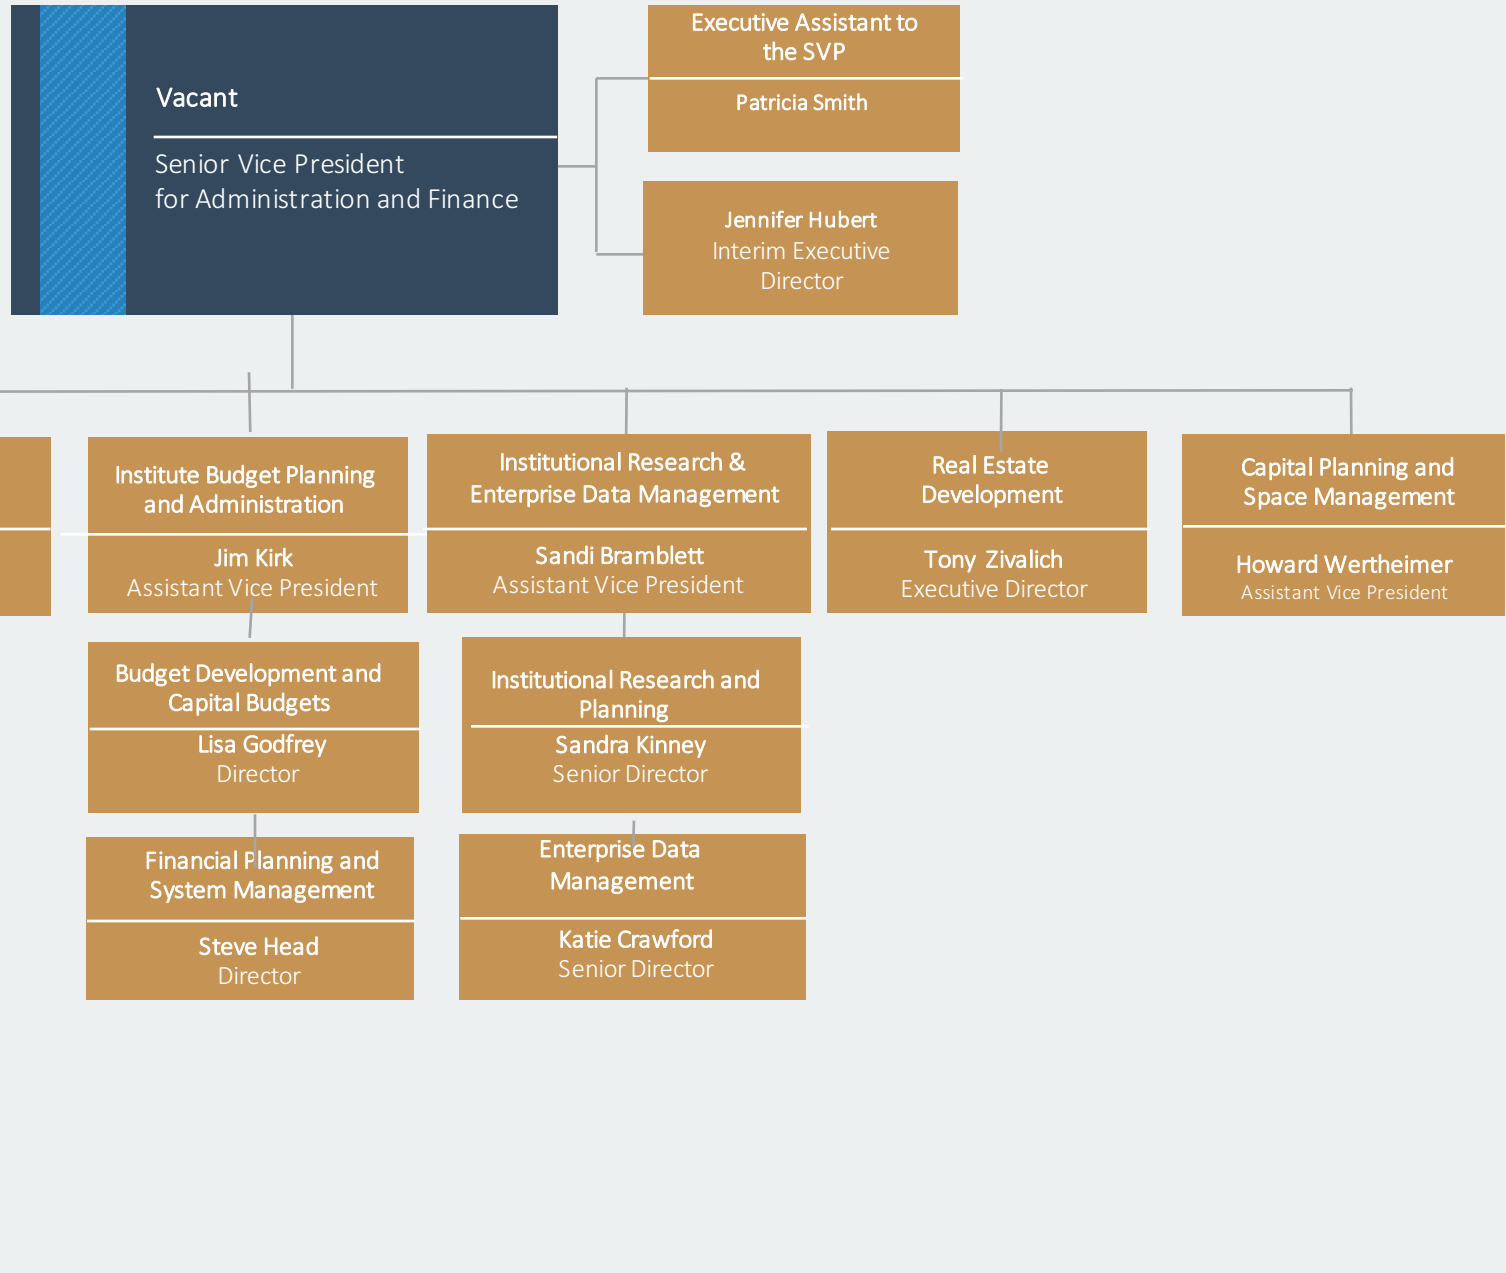 Vacant
Senior Vice President
for Administration and Finance
Executive Assistant to
the SVP
Patricia Smith
Jennifer Hubert
Interim Executive
Director
Institute Budget Planning
and Administration
Jim Kirk
Assistant Vice President
Institutional Research &
Enterprise Data Management
Sandi Bramblett
Assistant Vice President
Real Estate
Development
Tony Zivalich
Executive Director
Capital Planning and
Space Management
Howard Wertheimer
Assistant Vice President
Budget Development and
Capital Budgets
Lisa Godfrey
Director
Institutional Research and
Planning
Sandra Kinney
Senior Director
Financial Planning and
System Management
Steve Head
Director
Enterprise Data
Management
Katie Crawford
Senior Director